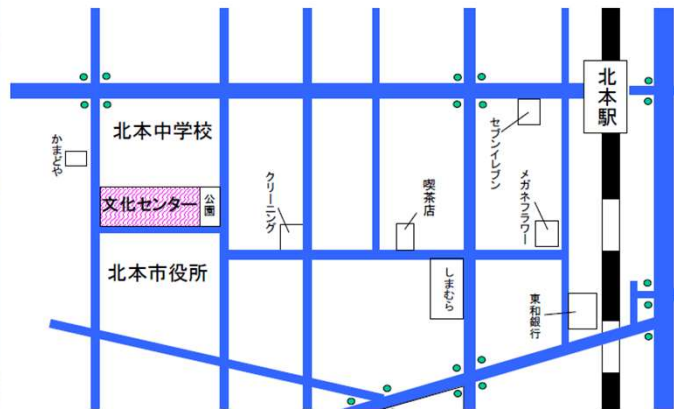 北本駅
北本中学校
セブンイレブン
かまどや
メガネフラワー
クリーニング
喫茶店
文化センター
公園
北本市役所
しまむら
東和銀行